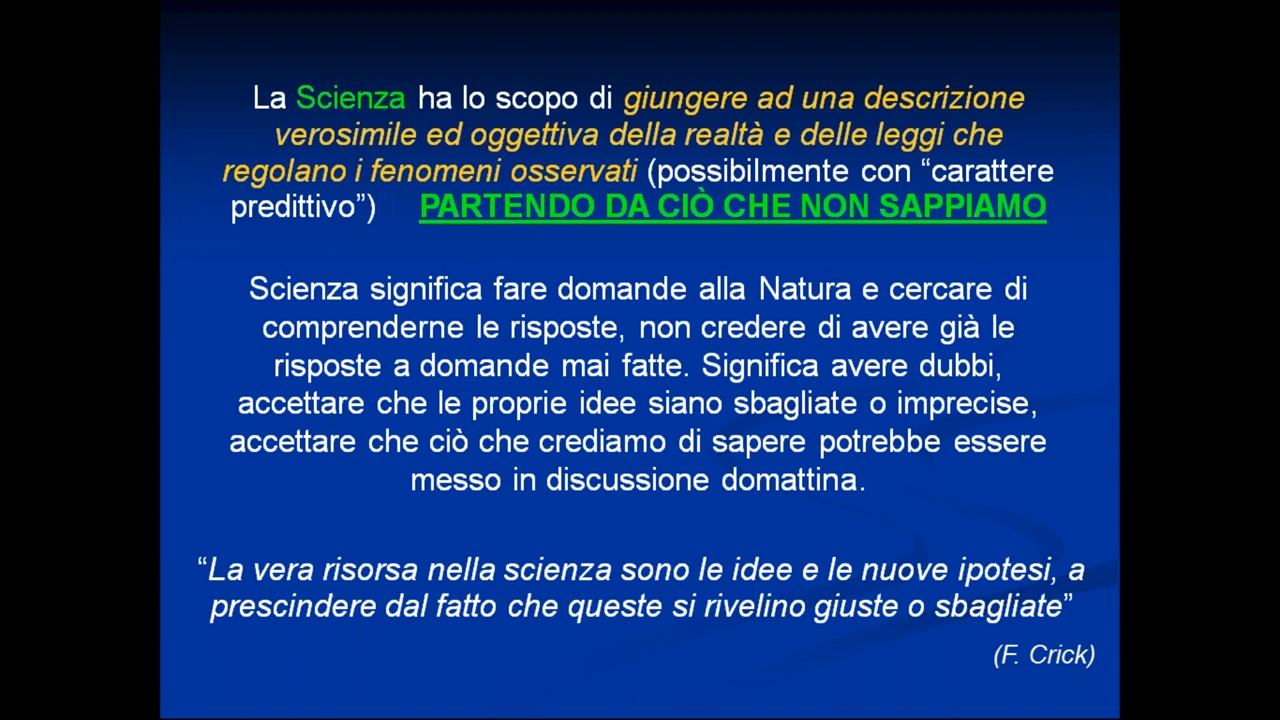 La Scienza ha lo scopo di giungere ad una descrizione
verosimile ed oggettiva della realtà e delle leggi che
regolano i fenomeni osservati (possibilmente con “carattere
predittivo”) PARTENDO DA CIÒ CHE NON SAPPIAMO
Scienza significa fare domande alla Natura e cercare di
comprenderne le risposte, non credere di avere già le
risposte a domande mai fatte. Significa avere dubbi,
accettare che le proprie idee siano sbagliate o imprecise,
accettare che ciò che crediamo di sapere potrebbe essere
messo in discussione domattina.
“La vera risorsa nella scienza sono le idee e le nuove ipotesi, a
prescindere dal fatto che queste si rivelino giuste o sbagliate”
(F. Crick)